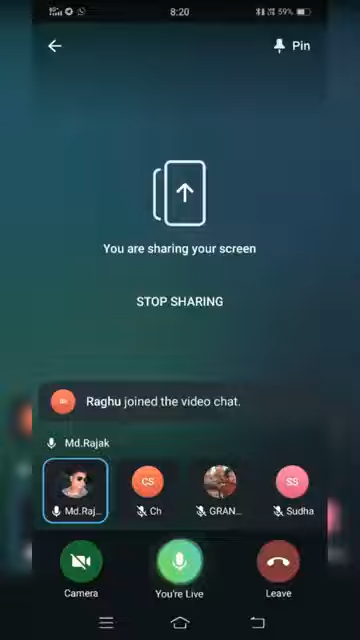 8:20
59%
Pin
You are sharing your screen
STOP SHARING
Raghu joined the video chat.
Md.Rajak
CS
SS
Md.Raj...
Ch
GRAN...
Sudha
Camera
You're Live
Leave